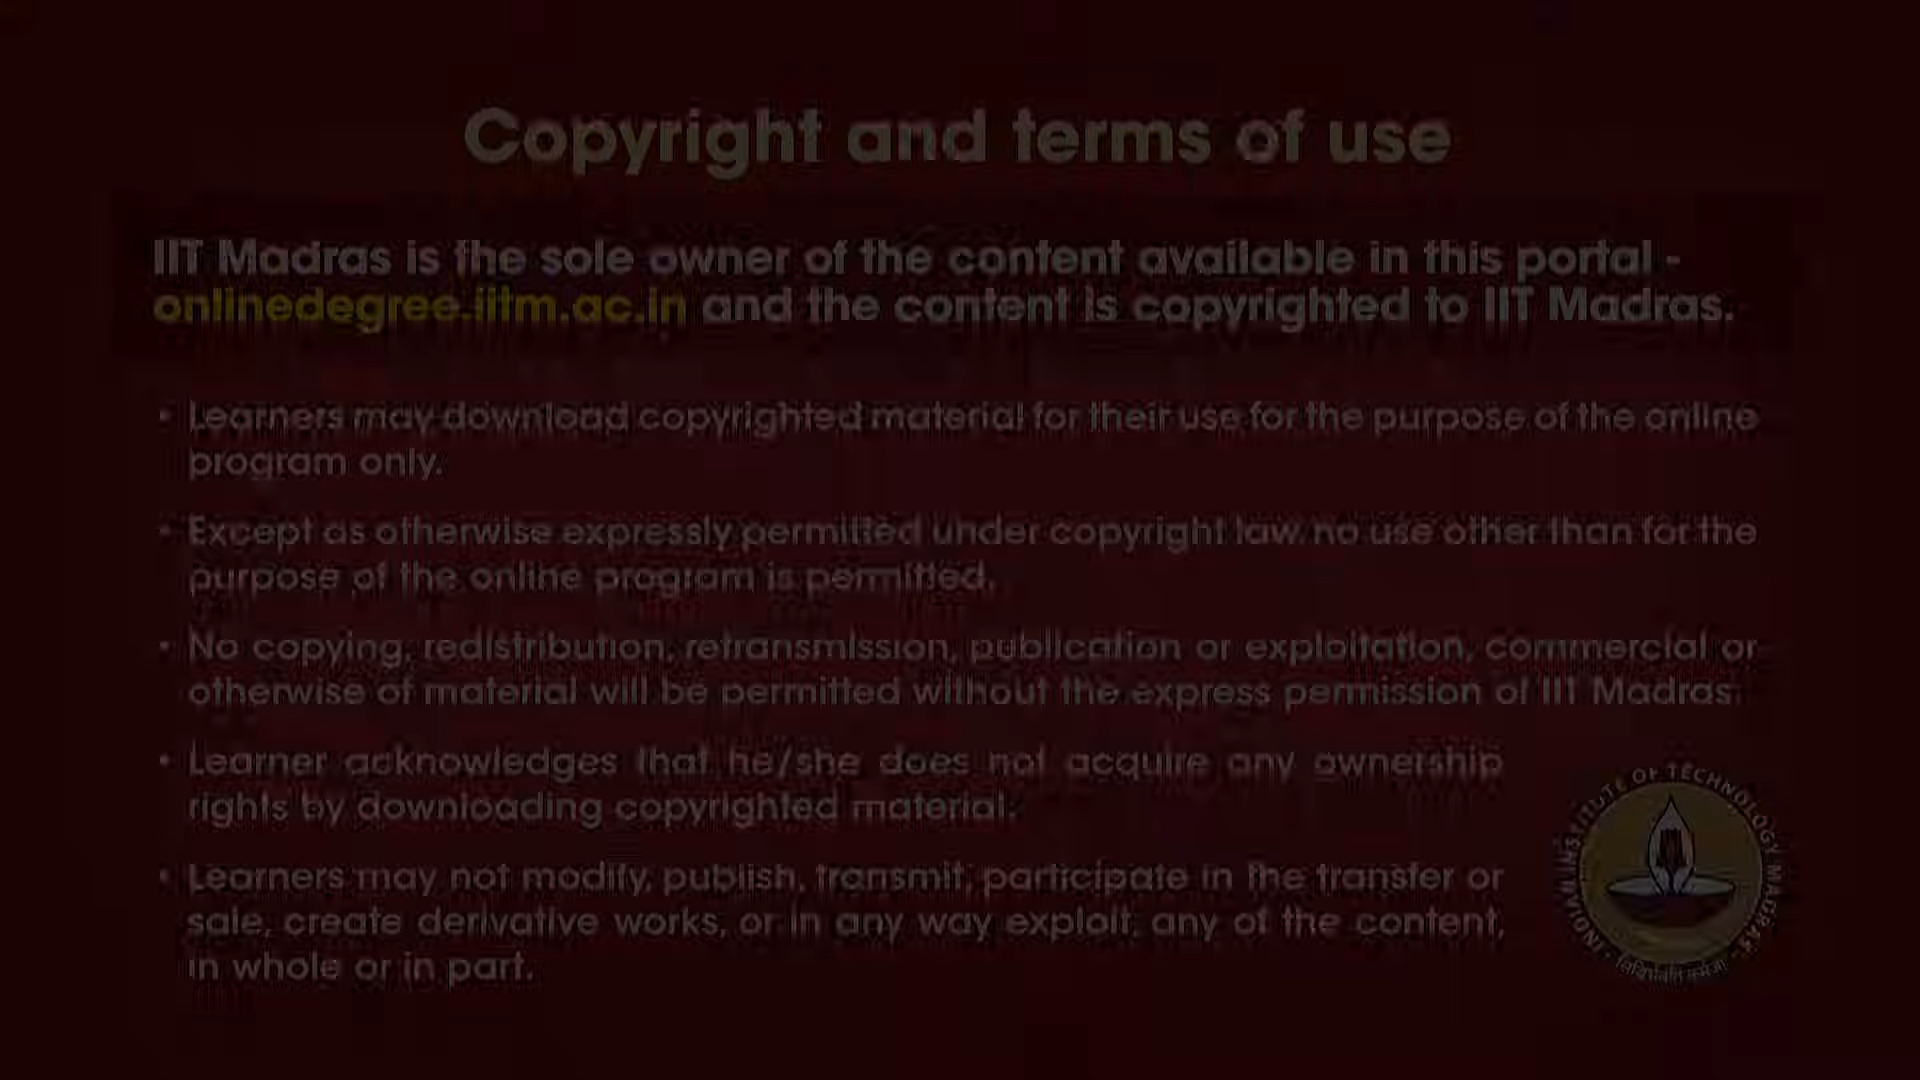 Copyright and terms of use
IIT Madras is the sole owner of the content available in this portal -
onlinedegree.iitm.ac.in and the content is copyrighted to IIT Madras.
• Learners may download copyrighted material for their use for the purpose of the online
program only.
• Except as otherwise expressly permitted under copyright law, no use other than for the
purpose of the online program is permitted.
• No copying, redistribution, retransmission, publication or exploitation, commercial or
otherwise of material will be permitted without the express permission of IIT Madras.
• Learner acknowledges that he/she does not acquire any ownership
rights by downloading copyrighted material.
• Learners may not modify, publish, transmit, participate in the transfer or
sale, create derivative works, or in any way exploit, any of the content,
in whole or in part.
INDIAN INSTITUTE OF TECHNOLOGY MADRAS